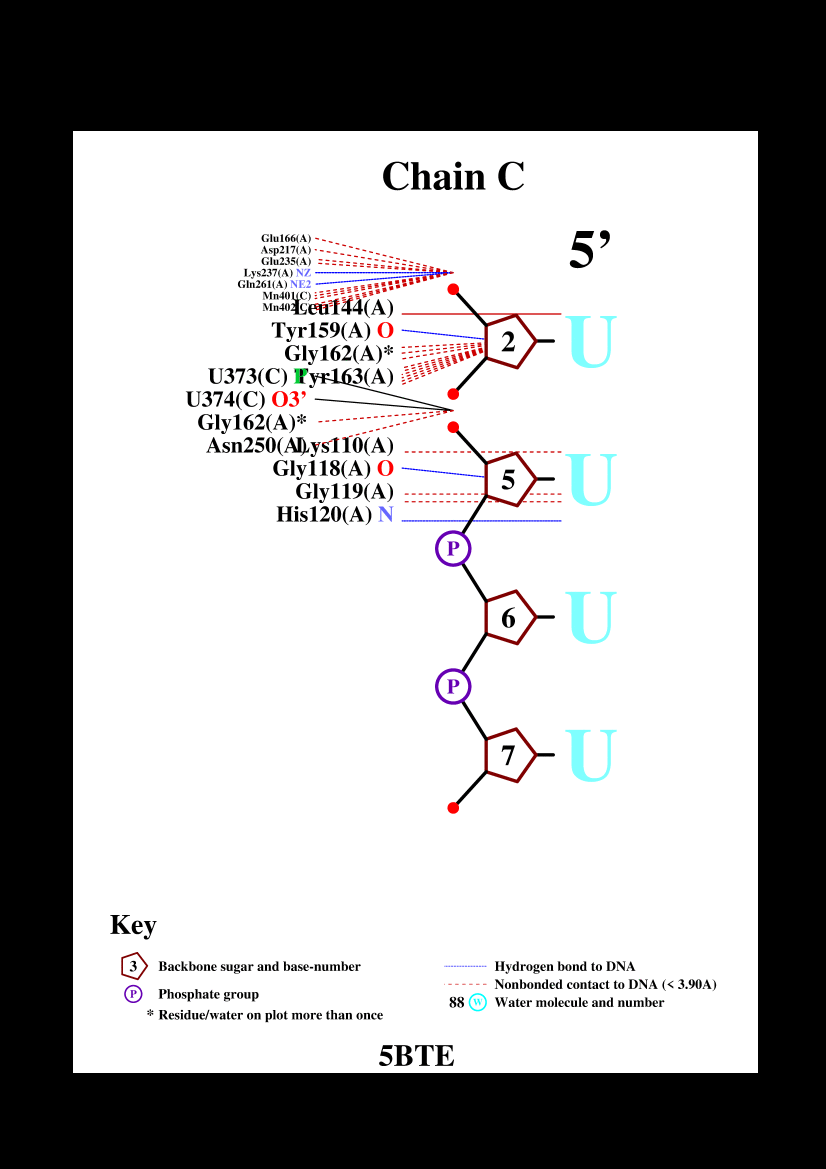 Chain C
5’
Glu166(A)
Asp217(A)
Glu235(A)
Lys237(A) NZ
Gln261(A) NE2
Mn401(C)
Mn402(C)
Leu144(A)
Tyr159(A) O
2 U
Gly162(A)*
U373(C) P
Tyr163(A)
U374(C) O3’
Gly162(A)*
Asn250(A)
Lys110(A)
Gly118(A) O
5 U
Gly119(A)
His120(A) N
P
6 U
P
7 U
Key
3 Backbone sugar and base-number
P Phosphate group
* Residue/water on plot more than once
Hydrogen bond to DNA
Nonbonded contact to DNA (< 3.90A)
88 W Water molecule and number
5BTE